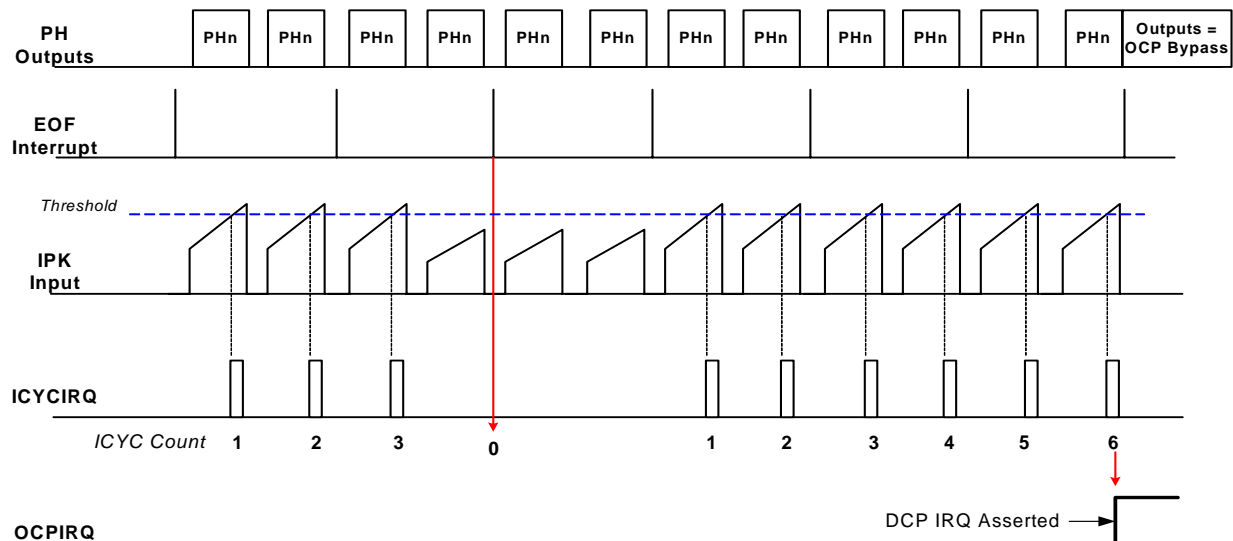 PH Outputs
PHn PHn PHn PHn PHn PHn PHn PHn PHn PHn PHn PHn
Outputs =
OCP Bypass
EOF
Interrupt
Threshold
IPK
Input
ICYCIRQ
ICYC Count 1 2 3 0 1 2 3 4 5 6
DCP IRQ Asserted
OCPIRQ